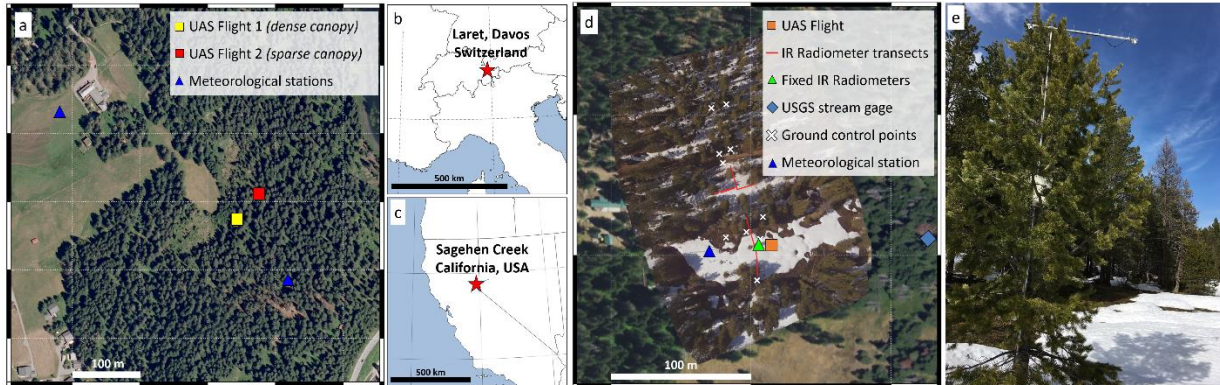 a
UAS Flight 1 (dense canopy)
UAS Flight 2 (sparse canopy)
Meteorological stations
100 m
b
Laret, Davos
Switzerland
500 km
c
Sagehen Creek
California, USA
500 km
d
UAS Flight
IR Radiometer transects
Fixed IR Radiometers
USGS stream gage
Ground control points
Meteorological station
100 m
e